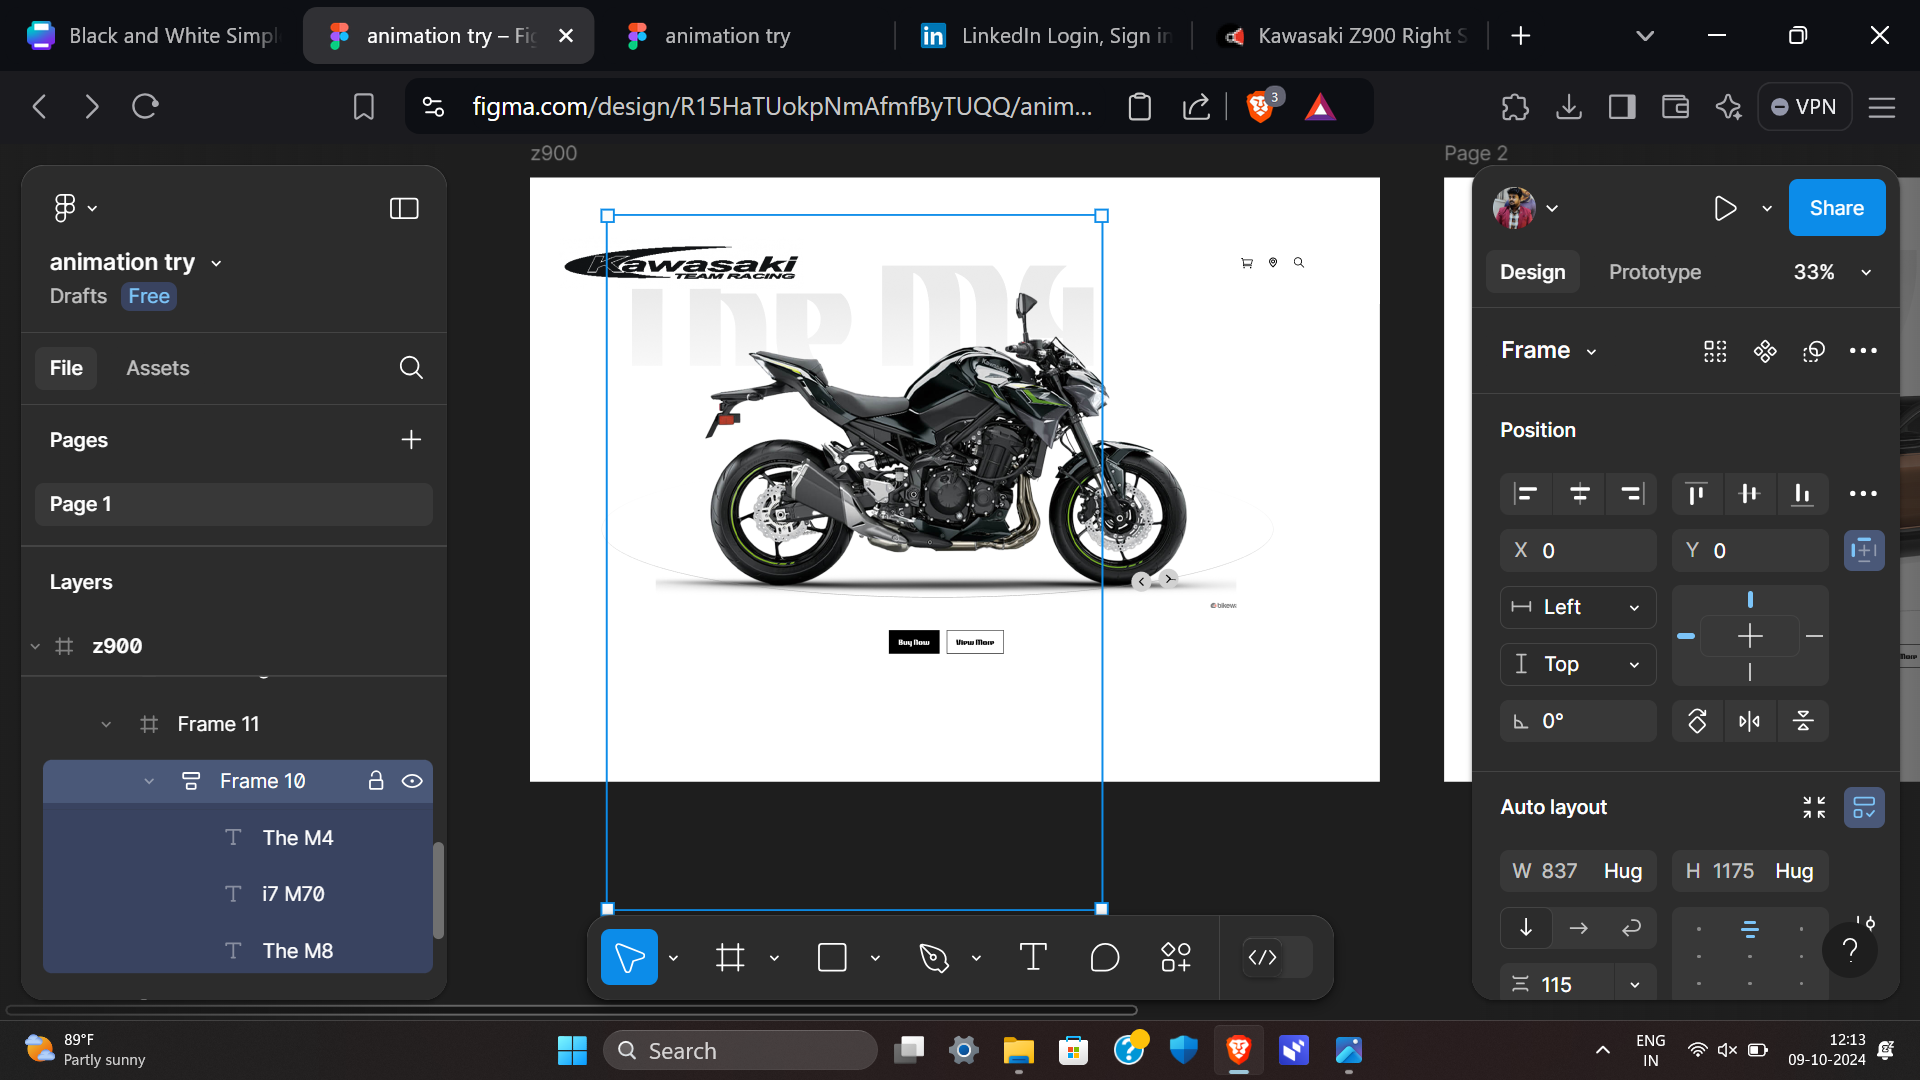 Black and White Simpl
animation try – Fig
animation try
LinkedIn Login, Sign in
Kawasaki Z900 Right S
figma.com/design/R15HaTUokpNmAfmfByTUQQ/anim...
3
VPN
z900
Page 2
animation try
Drafts Free
Share
Design Prototype 33%
File Assets
Frame
Pages
Page 1
Layers
z900
Frame 11
Frame 10
The M4
i7 M70
The M8
Kawasaki
TEAM RACING
The M4
Buy Now View More
© bikewa
Position
X 0 Y 0
Left
Top
0°
Auto layout
W 837 Hug H 1175 Hug
115
?
More
89°F
Partly sunny
Search
ENG
IN
12:13
09-10-2024